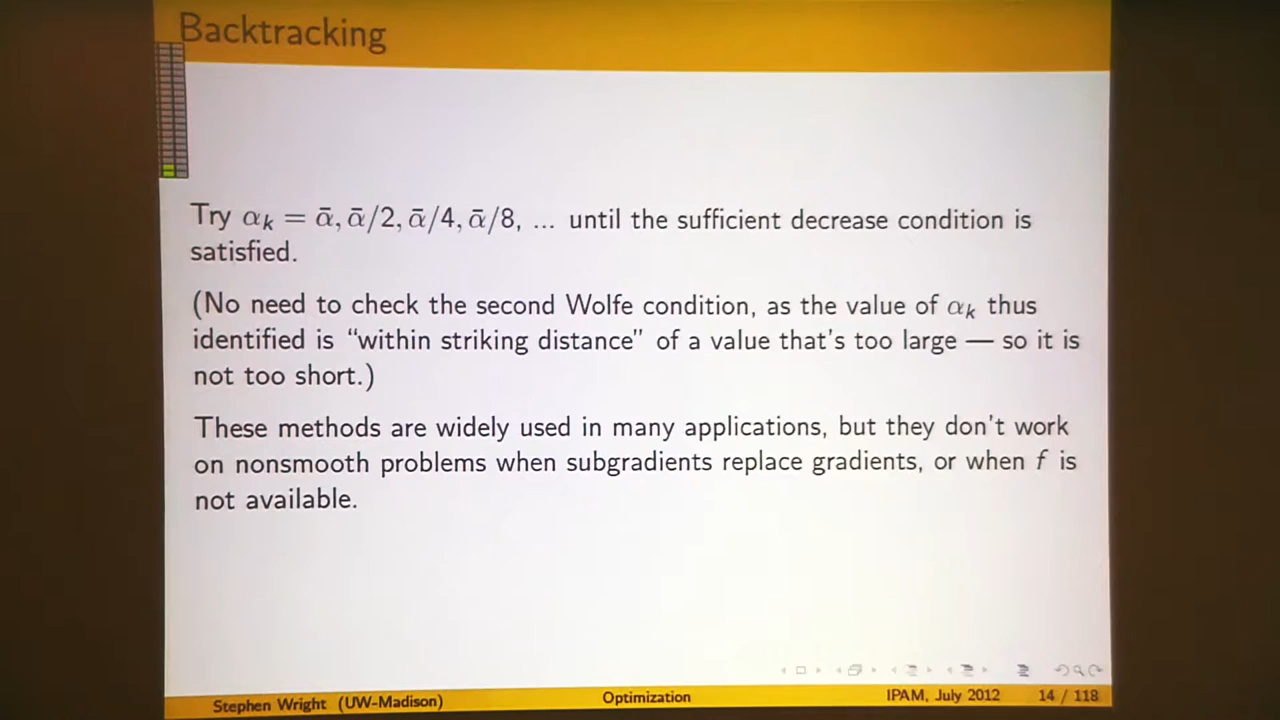 Backtracking
Try αₖ = ᾱ, ᾱ/2, ᾱ/4, ᾱ/8, ... until the sufficient decrease condition is
satisfied.
(No need to check the second Wolfe condition, as the value of αₖ thus
identified is “within striking distance” of a value that's too large — so it is
not too short.)
These methods are widely used in many applications, but they don't work
on nonsmooth problems when subgradients replace gradients, or when f is
not available.
Stephen Wright (UW-Madison) Optimization IPAM, July 2012 14 / 118